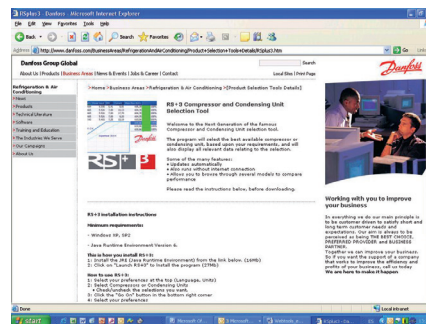 RSplus3 - Danfoss - Microsoft Internet Explorer
File Edit View Favorites Tools Help
Back Search Favorites
Address http://www.danfoss.com/BusinessAreas/RefrigerationAndAirConditioning/Product+Selection+Tools+Details/RSplus3.htm Go
Danfoss Group Global Search
About Us | Products | Business Areas | News & Events | Jobs & Career | Contact Local Sites | Print Page
Danfoss
Refrigeration & Air Conditioning
News
Products
Technical Literature
Software
Training and Education
The Industries We Serve
Our Campaigns
About Us
>Home >Business Areas >Refrigeration & Air Conditioning >[Product Selection Tools Details]
RS+3
RS+3 Compressor and Condensing Unit
Selection Tool
Welcome to the Next Generation of the famous
Compressor and Condensing Unit selection tool.
The program will select the best available compressor or
condensing unit, based upon your requirements, and will
also display all relevant data relating to the selection.
Some of the many features:
• Updates automatically
• Also runs without internet connection
• Allows you to browse through several models to compare
performance
Please read the instructions below, before downloading.
RS+3 installation instructions
Minimum requirements:
- Windows XP, SP2
- Java Runtime Environment Version 6.
This is how you install RS+3:
1: Install the JRE (Java Runtime Environment) from the link below. (16Mb)
2: Click on "Launch RS+3" to install the program (27Mb)
How to use RS+3:
1: Select your preference at the top (Language, Units)
2: Select Compressors or Condensing Units
• Check/uncheck the selections you want.
3: Click the "Go On" button in the bottom right corner
4: Select your preferences
Working with you to improve
your business
In everything we do our main principle is
to be customer driven to satisfy short and
long term customer needs and
expectations. Our aim is always to be
perceived as being THE BEST CHOICE,
PREFERRED PROVIDER and BUSINESS
PARTNER.
Together we can improve your business.
So if you want the support of a company
that works to improve the efficiency and
profits of your business, call us today
We are here to make it happen
Done Local intranet
start